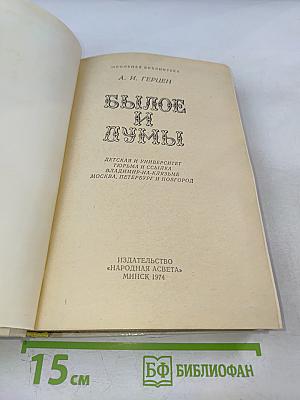 ШКОЛЬНАЯ БИБЛИОТЕКА
А. И. ГЕРЦЕН
БЫЛОЕ
И
ДУМЫ
ДЕТСКАЯ И УНИВЕРСИТЕТ
ТЮРЬМА И ССЫЛКА
ВЛАДИМИР-НА-КЛЯЗЬМЕ
МОСКВА, ПЕТЕРБУРГ И НОВГОРОД
ИЗДАТЕЛЬСТВО
«НАРОДНАЯ АСВЕТА»
МИНСК 1974
15 см
БФ БИБЛИОФАН